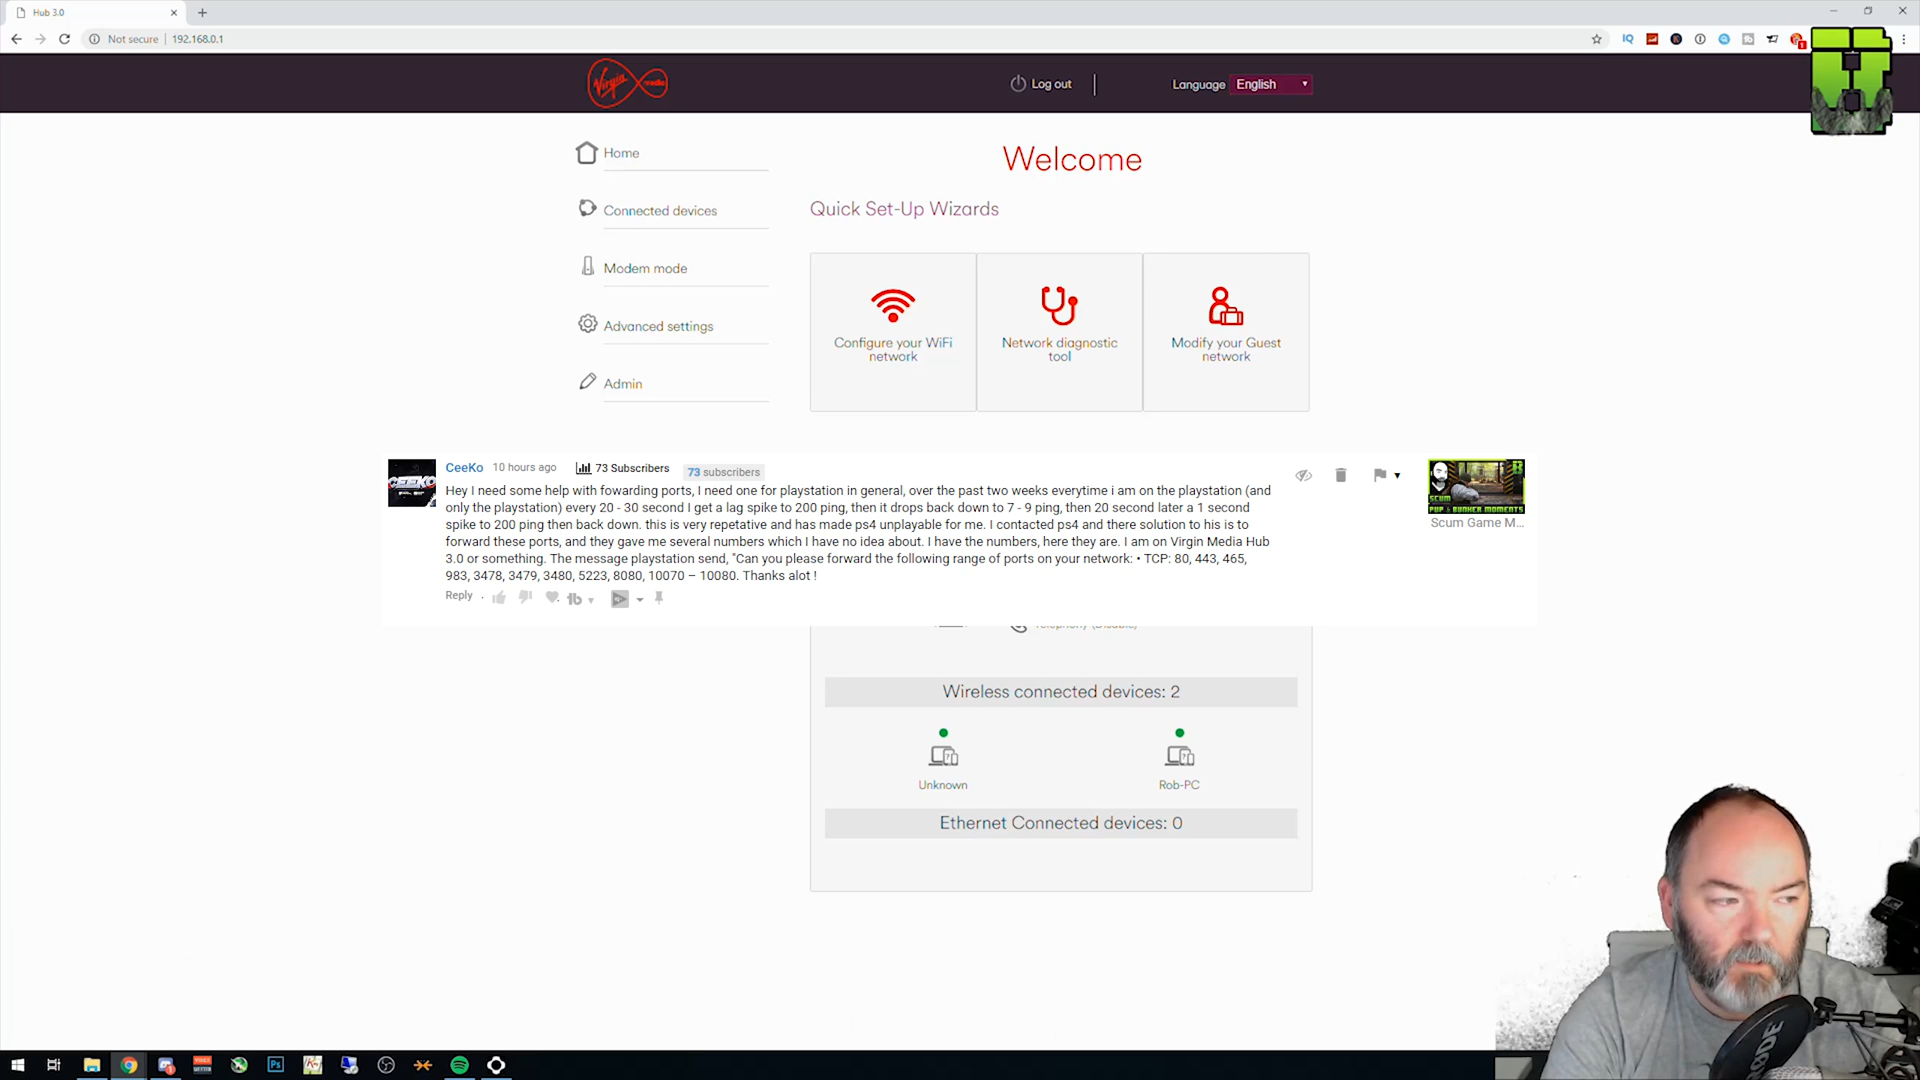 Hub 3.0
Not secure | 192.168.0.1
Virgin media
Log out
Language English
Home
Connected devices
Modem mode
Advanced settings
Admin
Welcome
Quick Set-Up Wizards
Configure your WiFi
network
Network diagnostic
tool
Modify your Guest
network
CEEKO
CeeKo 10 hours ago 73 Subscribers 73 subscribers
Hey I need some help with fowarding ports, I need one for playstation in general, over the past two weeks everytime i am on the playstation (and
only the playstation) every 20 - 30 second I get a lag spike to 200 ping, then it drops back down to 7 - 9 ping, then 20 second later a 1 second
spike to 200 ping then back down. this is very repetative and has made ps4 unplayable for me. I contacted ps4 and there solution to his is to
forward these ports, and they gave me several numbers which I have no idea about. I have the numbers, here they are. I am on Virgin Media Hub
3.0 or something. The message playstation send, "Can you please forward the following range of ports on your network: • TCP: 80, 443, 465,
983, 3478, 3479, 3480, 5223, 8080, 10070 – 10080. Thanks alot !
Reply
SCUM
Scum Game M...
Telephony (Disable)
Wireless connected devices: 2
Unknown
Rob-PC
Ethernet Connected devices: 0
RODE